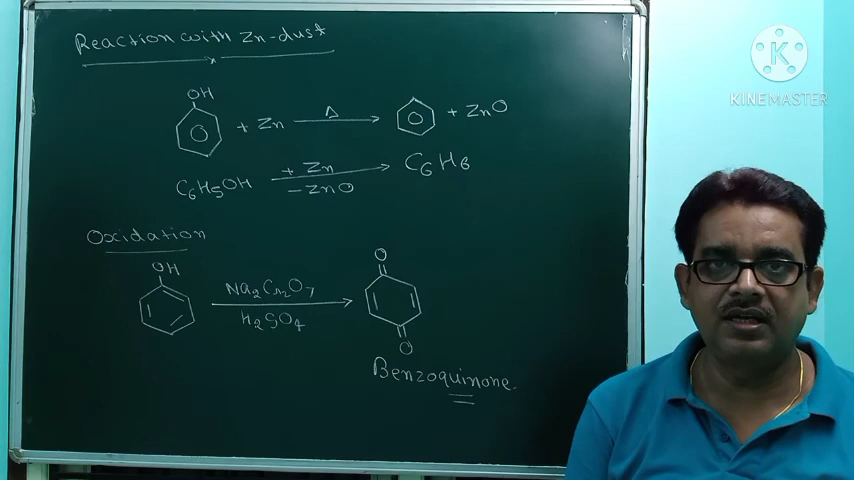 Reaction with Zn-dust
OH
+ Zn Δ + ZnO
C6H5OH + Zn - ZnO C6H6
Oxidation
OH
Na2Cr2O7
H2SO4
O
O
Benzoquinone.
K
KINEMASTER